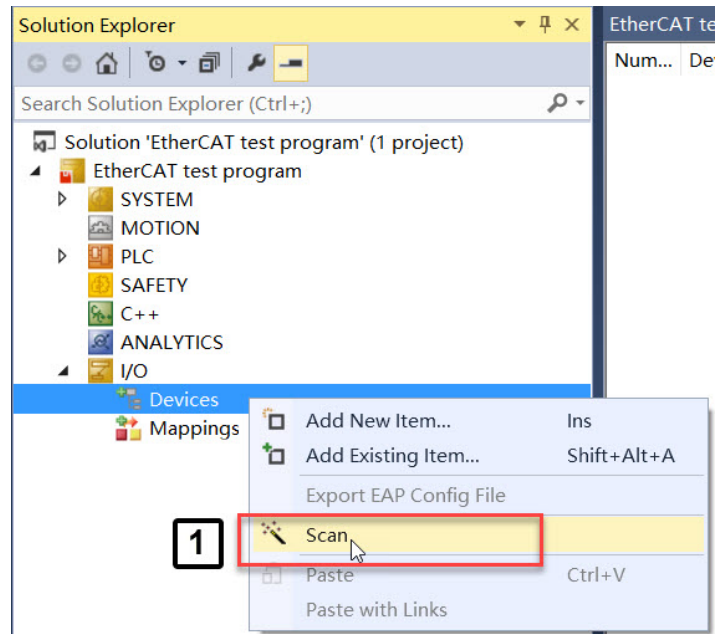 Solution Explorer
EtherCAT te
Num... De
Search Solution Explorer (Ctrl+;)
Solution 'EtherCAT test program' (1 project)
EtherCAT test program
SYSTEM
MOTION
PLC
SAFETY
C++
ANALYTICS
I/O
Devices
Mappings
Add New Item... Ins
Add Existing Item... Shift+Alt+A
Export EAP Config File
1
Scan
Paste Ctrl+V
Paste with Links